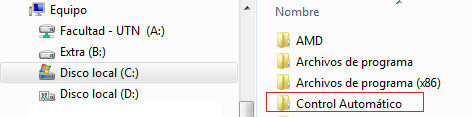 Equipo
Facultad - UTN (A:)
Extra (B:)
Disco local (C:)
Disco local (D:)
Nombre
AMD
Archivos de programa
Archivos de programa (x86)
Control Automático